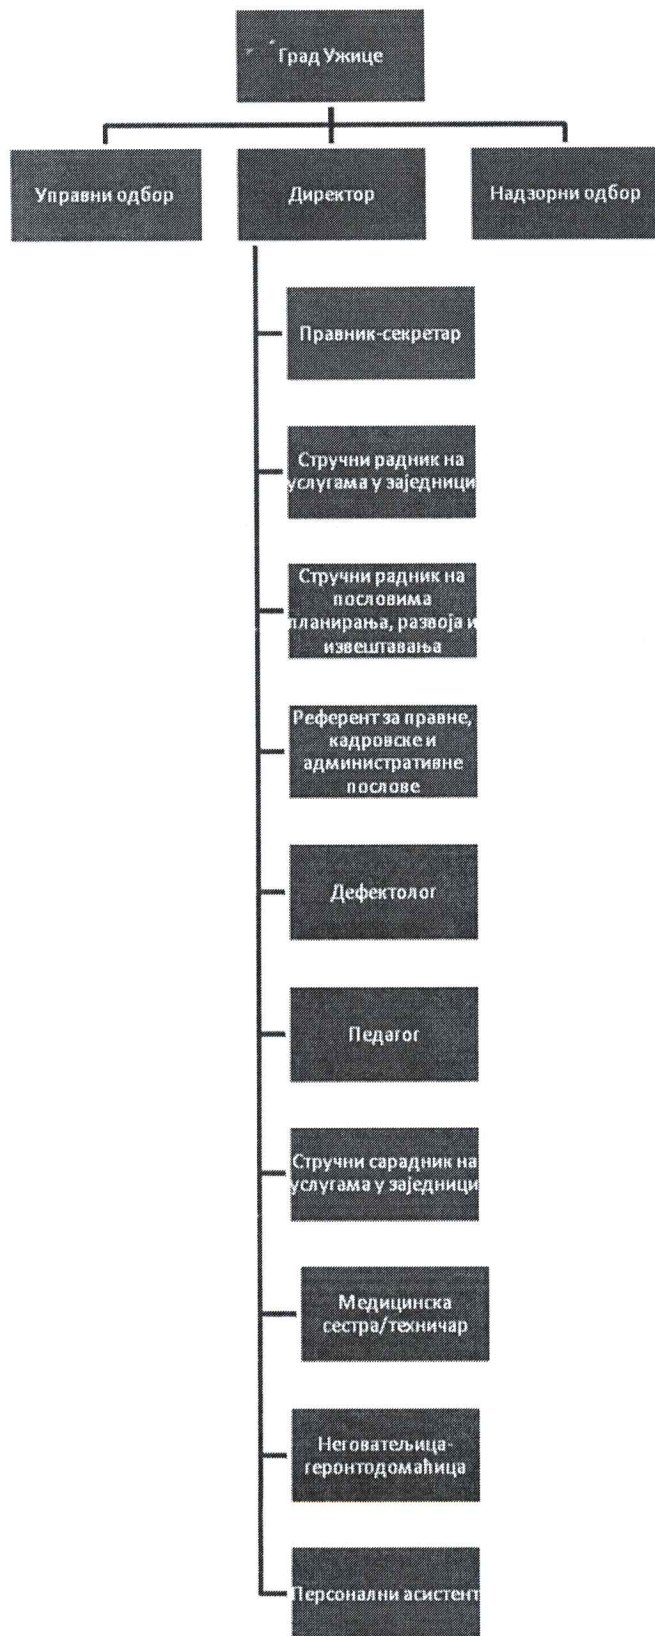 Град Ужице
Управни одбор
Директор
Надзорни одбор
Правник-секретар
Стручни радник на
услугама у заједници
Стручни радник на
пословима
планирања, развоја и
извештавања
Референт за правне,
кадровске и
административне
послове
Дефектолог
Педагог
Стручни сарадник на
услугама у заједници
Медицинска
сестра/техничар
Неговатељица-
геронтодомаћица
Персонални асистент